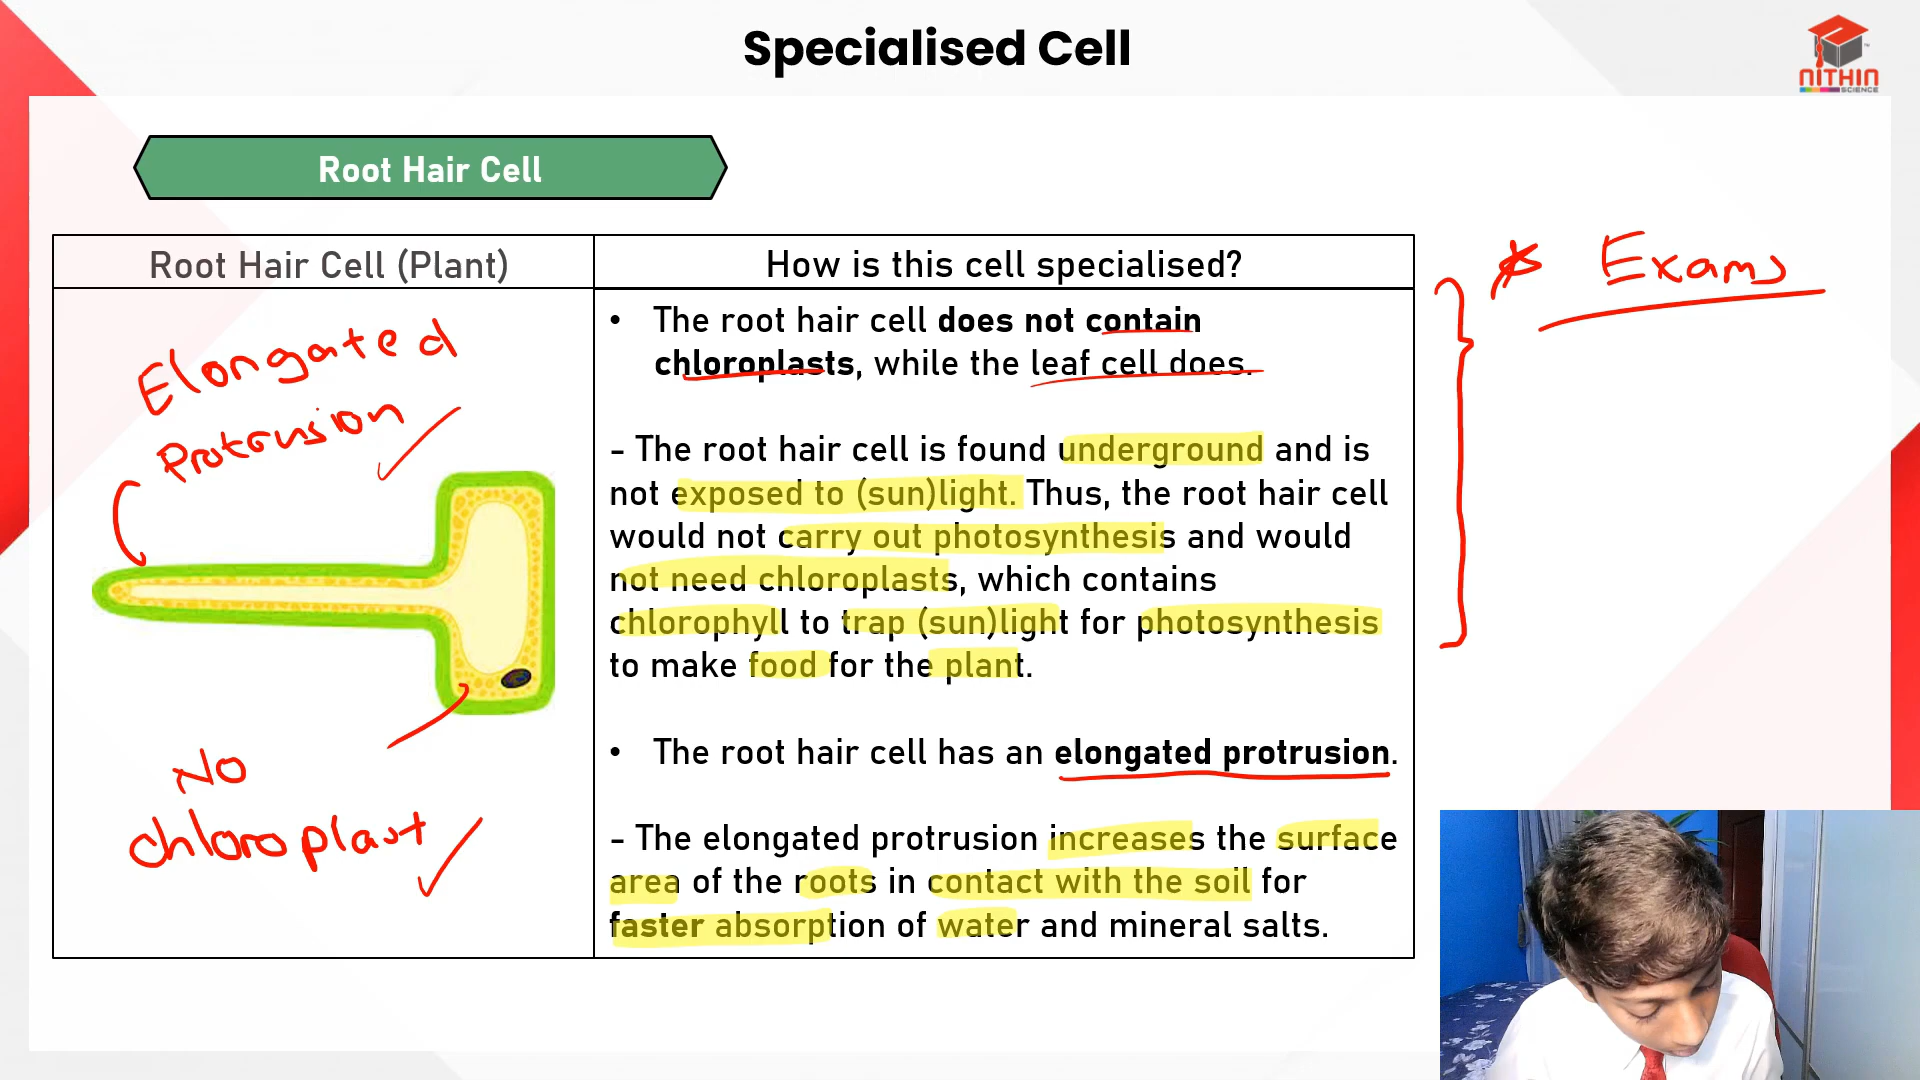 Specialised Cell
NITHIN
SCIENCE
Root Hair Cell
Root Hair Cell (Plant)
How is this cell specialised?
Elongated
Protrusion
No
chloroplast
• The root hair cell does not contain
chloroplasts, while the leaf cell does.
- The root hair cell is found underground and is
not exposed to (sun)light. Thus, the root hair cell
would not carry out photosynthesis and would
not need chloroplasts, which contains
chlorophyll to trap (sun)light for photosynthesis
to make food for the plant.
• The root hair cell has an elongated protrusion.
- The elongated protrusion increases the surface
area of the roots in contact with the soil for
faster absorption of water and mineral salts.
* Exams